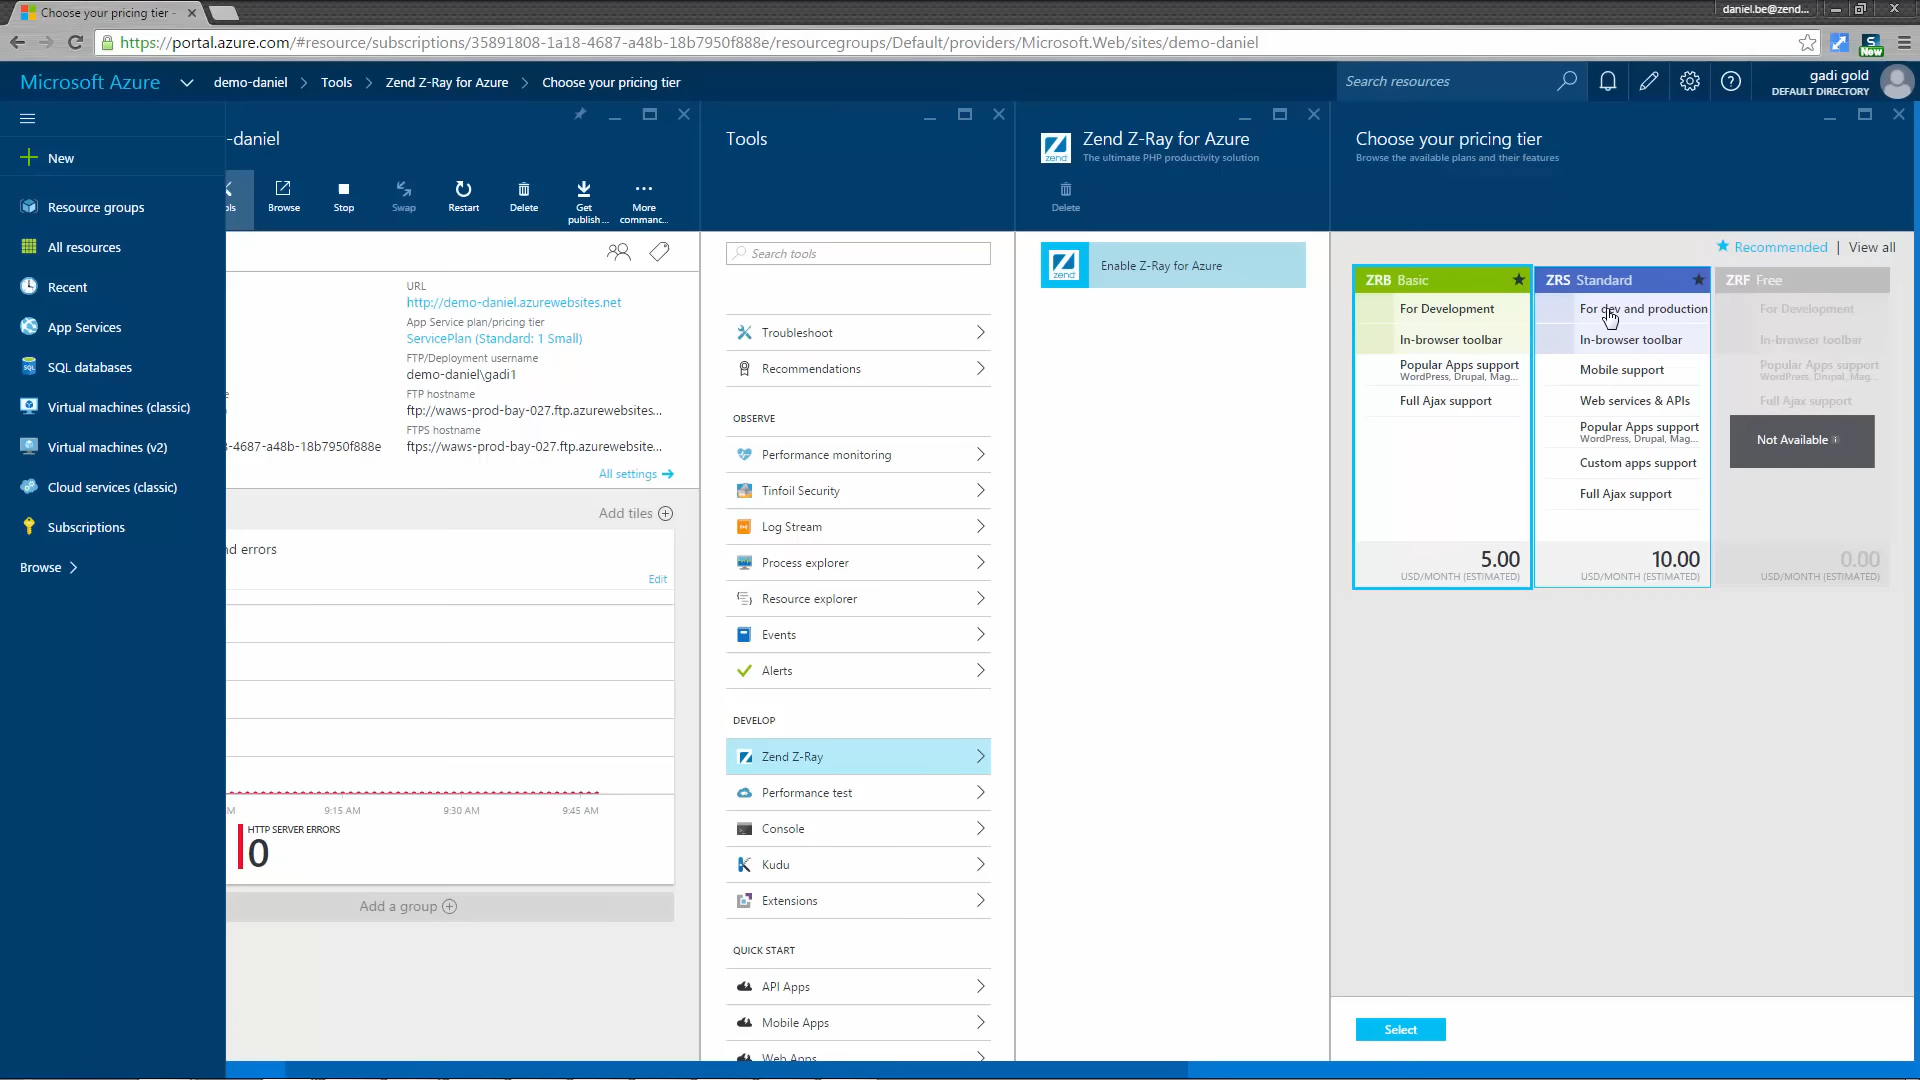 Choose your pricing tier -
daniel.be@zend...
https://portal.azure.com/#resource/subscriptions/35891808-1a18-4687-a48b-18b7950f888e/resourcegroups/Default/providers/Microsoft.Web/sites/demo-daniel
New
Microsoft Azure
demo-daniel
Tools
Zend Z-Ray for Azure
Choose your pricing tier
Search resources
gadi gold
DEFAULT DIRECTORY
New
Resource groups
All resources
Recent
App Services
SQL databases
Virtual machines (classic)
Virtual machines (v2)
Cloud services (classic)
Subscriptions
Browse
-daniel
ols
Browse
Stop
Swap
Restart
Delete
Get
publish ...
More
commanc...
URL
http://demo-daniel.azurewebsites.net
App Service plan/pricing tier
ServicePlan (Standard: 1 Small)
FTP/Deployment username
demo-daniel\gadi1
FTP hostname
ftp://waws-prod-bay-027.ftp.azurewebsites...
FTPS hostname
3-4687-a48b-18b7950f888e
ftps://waws-prod-bay-027.ftp.azurewebsite...
All settings
Add tiles
nd errors
Edit
M
9:15 AM
9:30 AM
9:45 AM
HTTP SERVER ERRORS
0
Add a group
Tools
Search tools
Troubleshoot
Recommendations
OBSERVE
Performance monitoring
Tinfoil Security
Log Stream
Process explorer
Resource explorer
Events
Alerts
DEVELOP
Zend Z-Ray
Performance test
Console
Kudu
Extensions
QUICK START
API Apps
Mobile Apps
Web Apps
zend
Zend Z-Ray for Azure
The ultimate PHP productivity solution
Delete
zend
Enable Z-Ray for Azure
Choose your pricing tier
Browse the available plans and their features
Recommended | View all
ZRB Basic
For Development
In-browser toolbar
Popular Apps support
WordPress, Drupal, Mag...
Full Ajax support
5.00
USD/MONTH (ESTIMATED)
ZRS Standard
For dev and production
In-browser toolbar
Mobile support
Web services & APIs
Popular Apps support
WordPress, Drupal, Mag...
Custom apps support
Full Ajax support
10.00
USD/MONTH (ESTIMATED)
ZRF Free
For Development
In-browser toolbar
Popular Apps support
WordPress, Drupal, Mag...
Full Ajax support
Not Available
0.00
USD/MONTH (ESTIMATED)
Select